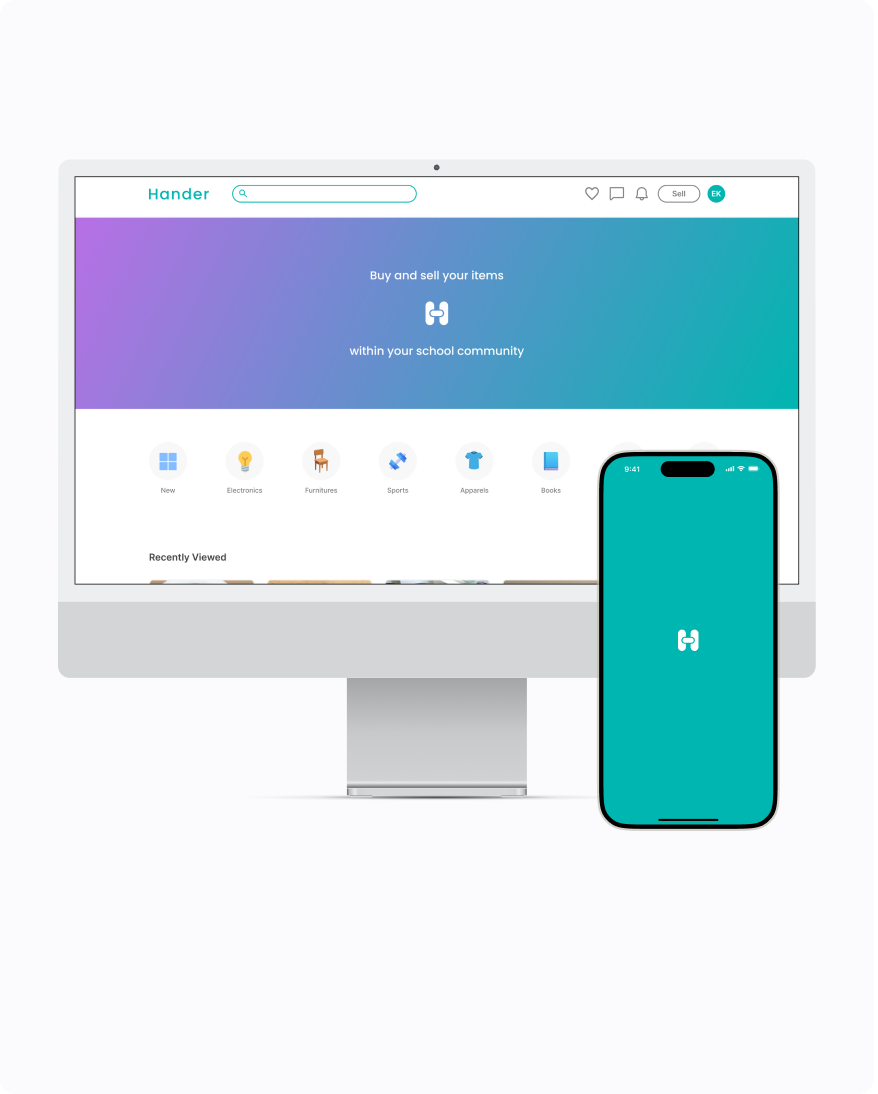 Hander
Sell
EK
Buy and sell your items
within your school community
New
Electronics
Furnitures
Sports
Apparels
Books
Recently Viewed
9:41